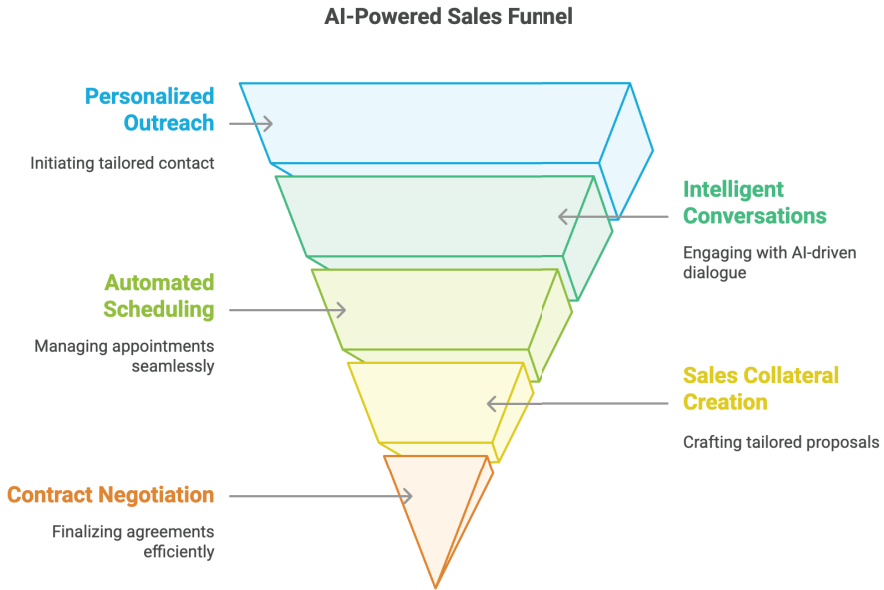 AI-Powered Sales Funnel
Personalized
Outreach
Initiating tailored contact
Intelligent
Conversations
Engaging with AI-driven
dialogue
Automated
Scheduling
Managing appointments
seamlessly
Sales Collateral
Creation
Crafting tailored proposals
Contract Negotiation
Finalizing agreements
efficiently